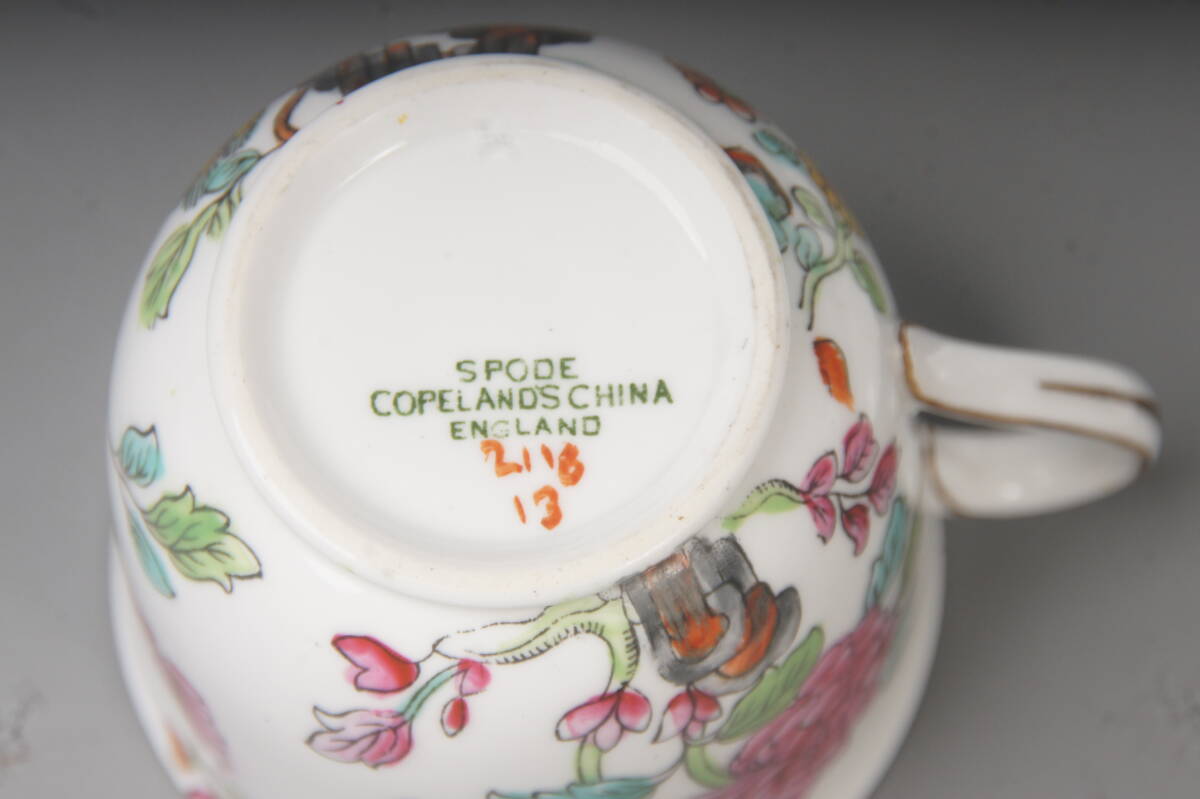 SPODE
COPELAND'S CHINA
ENGLAND
2118
13